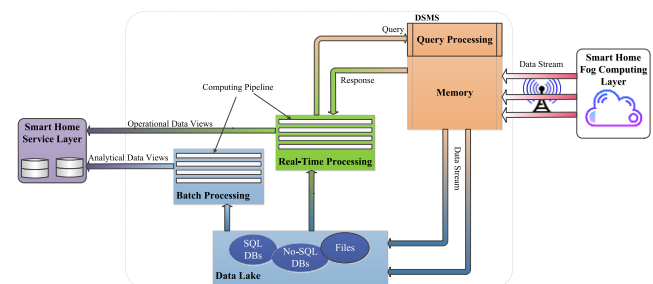 DSMS
Query
Query Processing
Data Stream
Smart Home
Fog Computing
Layer
Response
Memory
Computing Pipeline
Smart Home
Service Layer
Operational Data Views
Analytical Data Views
Real-Time Processing
Batch Processing
Data Stream
SQL
DBs
No-SQL
DBs
Files
Data Lake